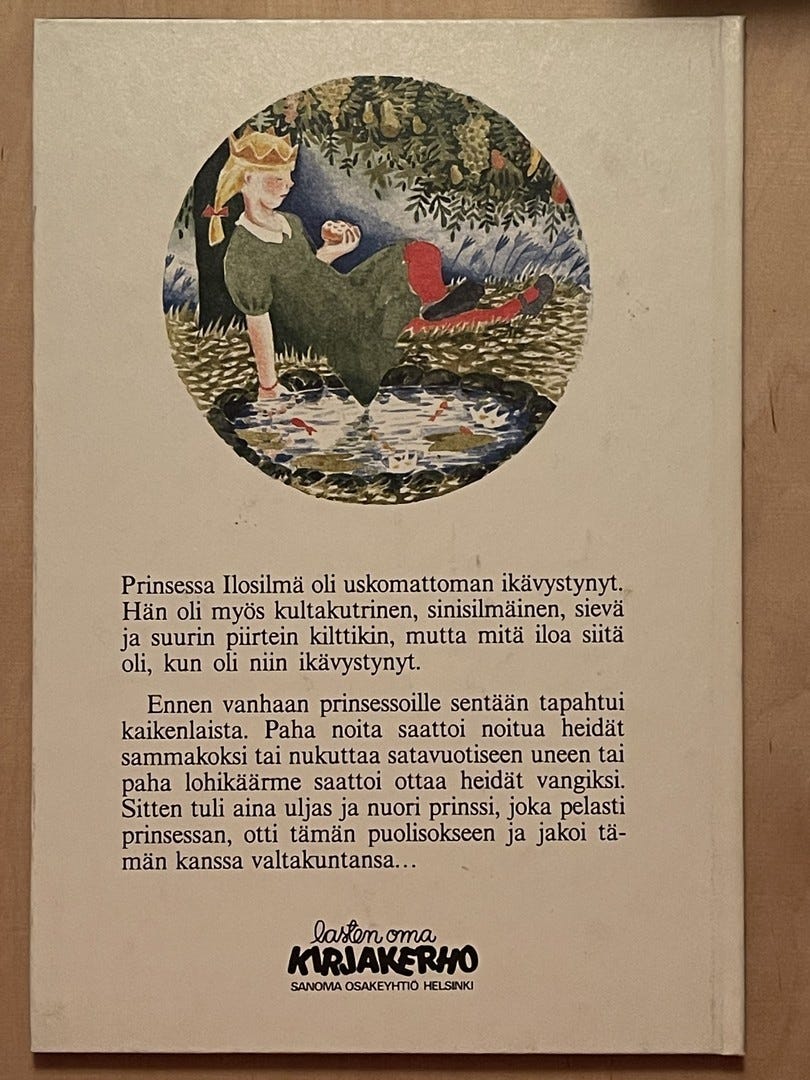 Prinsessa Ilosilmä oli uskomattoman ikävystynyt.
Hän oli myös kultakutrinen, sinisilmäinen, sievä
ja suurin piirtein kilttikin, mutta mitä iloa siitä
oli, kun oli niin ikävystynyt.
Ennen vanhaan prinsessoille sentään tapahtui
kaikenlaista. Paha noita saattoi noitua heidät
sammakoksi tai nukuttaa satavuotiseen uneen tai
paha lohikäärme saattoi ottaa heidät vangiksi.
Sitten tuli aina uljas ja nuori prinssi, joka pelasti
prinsessan, otti tämän puolisokseen ja jakoi tä-
män kanssa valtakuntansa...
lasten oma
KIRJAKERHO
SANOMA OSAKEYHTIÖ HELSINKI